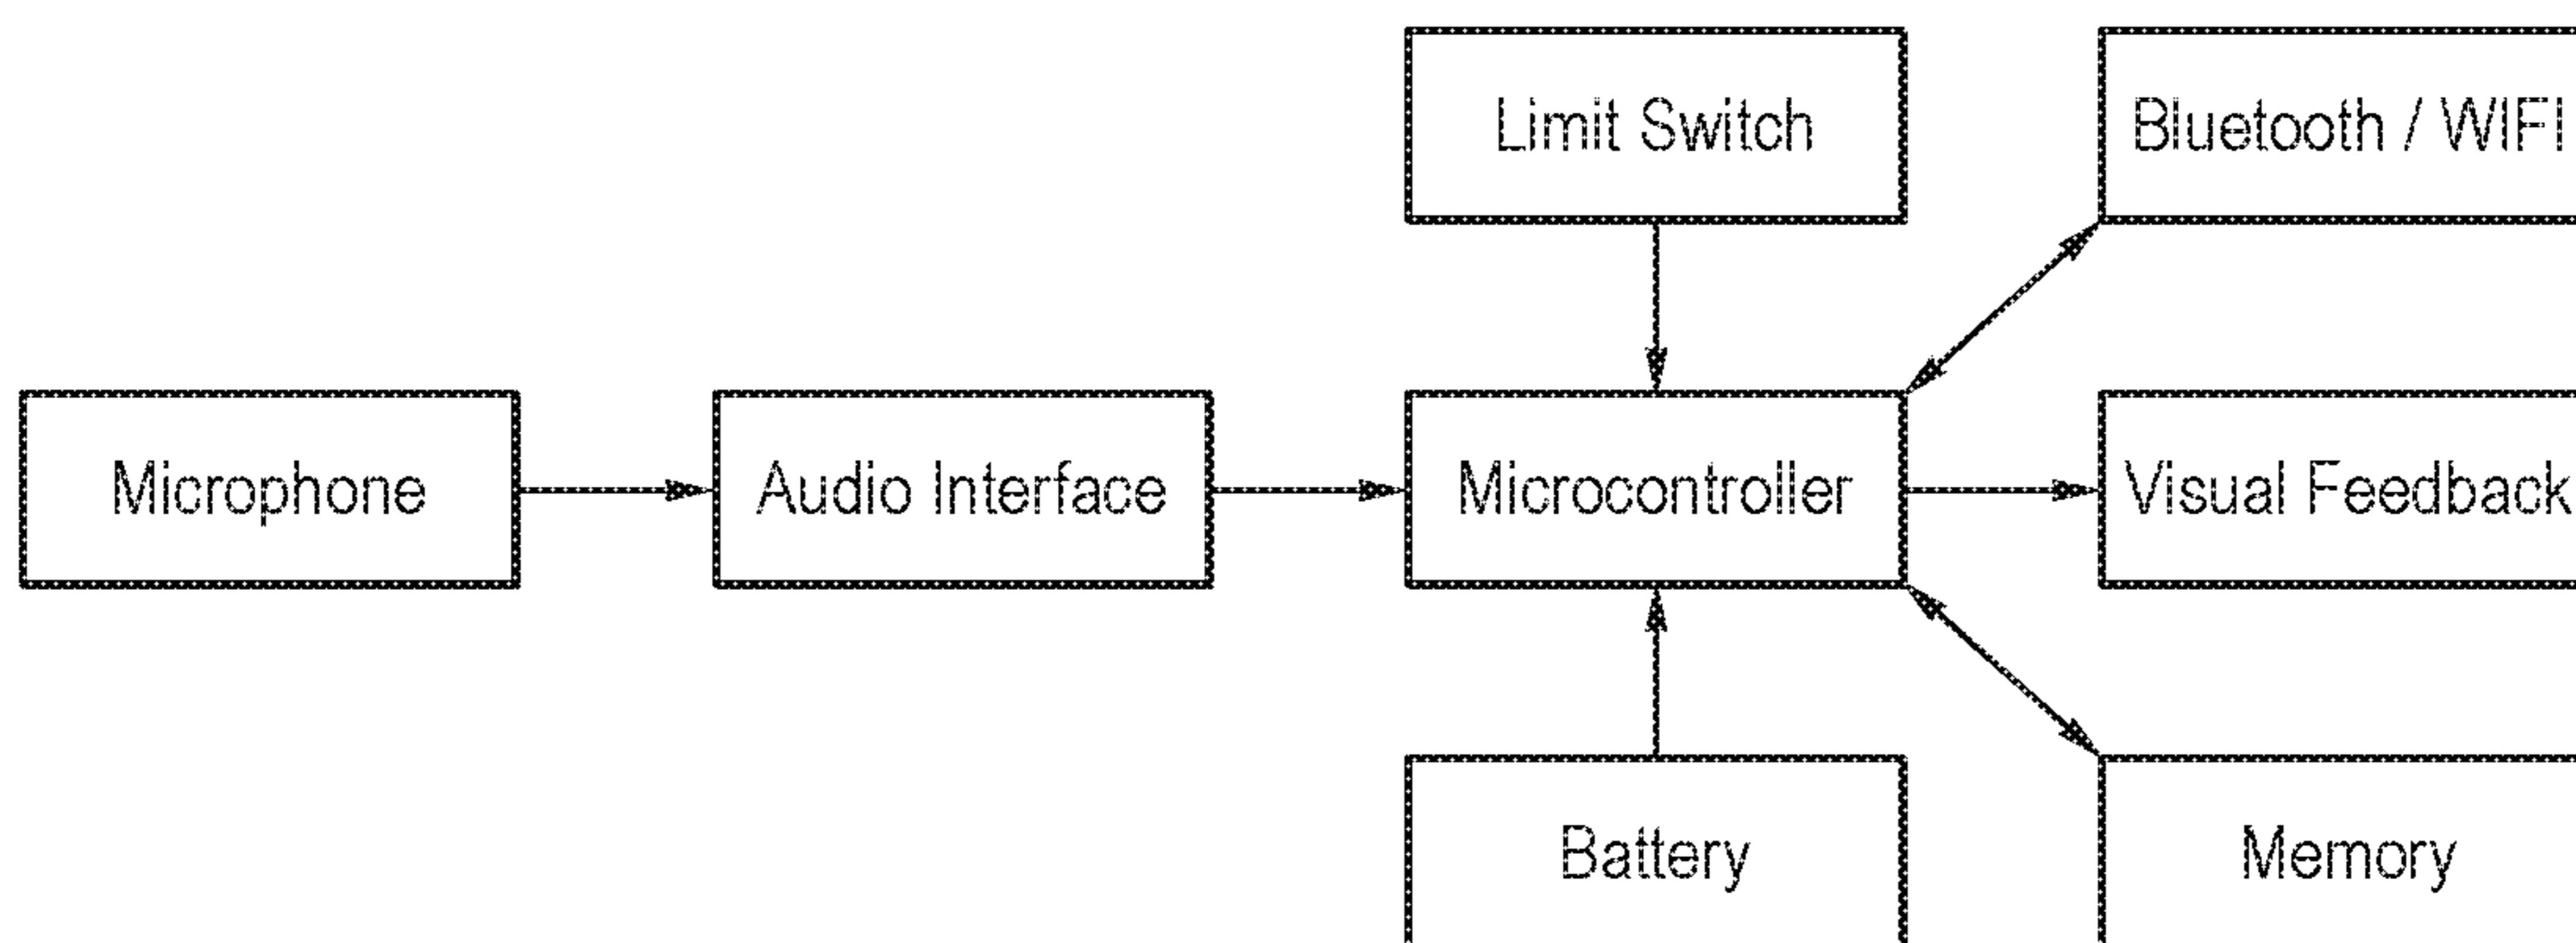 Limit Switch
Bluetooth / WIFI
Microphone
Audio Interface
Microcontroller
Visual Feedback
Battery
Memory